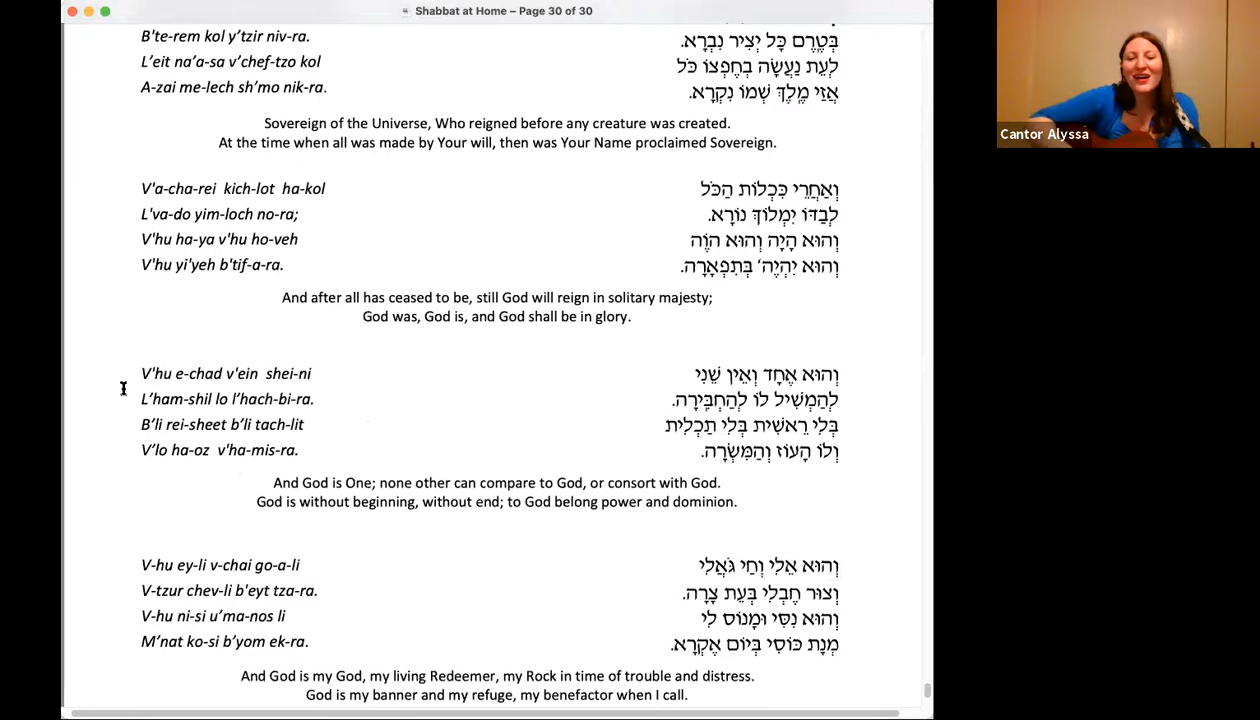 Shabbat at Home – Page 30 of 30
B'te-rem kol y’tzir niv-ra.
בְּטֶֽרֶם כׇּל יְצִיר נִבְרָא.
L’eit na’a-sa v’chef-tzo kol
לְעֵת נַעֲשָׂה בְחֶפְצוֹ כֹּל
A-zai me-lech sh’mo nik-ra.
אֲזַי מֶֽלֶךְ שְׁמוֹ נִקְרָא.
Sovereign of the Universe, Who reigned before any creature was created.
At the time when all was made by Your will, then was Your Name proclaimed Sovereign.
V'a-cha-rei kich-lot ha-kol
וְאַחֲרֵי כִּכְלוֹת הַכֹּל
L'va-do yim-loch no-ra;
לְבַדּוֹ יִמְלוֹךְ נוֹרָא.
V'hu ha-ya v'hu ho-veh
וְהוּא הָיָה וְהוּא הֹוֶה
V'hu yi'yeh b'tif-a-ra.
וְהוּא יִהְיֶה' בְּתִפְאָרָה.
And after all has ceased to be, still God will reign in solitary majesty;
God was, God is, and God shall be in glory.
V'hu e-chad v'ein shei-ni
וְהוּא אֶחָד וְאֵין שֵׁנִי
L’ham-shil lo l’hach-bi-ra.
לְהַמְשִׁיל לוֹ לְהַחְבִּירָה.
B’li rei-sheet b’li tach-lit
בְּלִי רֵאשִׁית בְּלִי תַכְלִית
V’lo ha-oz v'ha-mis-ra.
וְלוֹ הָעוֹז וְהַמִּשְׂרָה.
And God is One; none other can compare to God, or consort with God.
God is without beginning, without end; to God belong power and dominion.
V-hu ey-li v-chai go-a-li
וְהוּא אֵלִי וְחַי גֹּאֲלִי
V-tzur chev-li b'eyt tza-ra.
וְצוּר חֶבְלִי בְּעֵת צָרָה.
V-hu ni-si u’ma-nos li
וְהוּא נִסִּי וּמָנוֹס לִי
M’nat ko-si b’yom ek-ra.
מְנָת כּוֹסִי בְּיוֹם אֶקְרָא.
And God is my God, my living Redeemer, my Rock in time of trouble and distress.
God is my banner and my refuge, my benefactor when I call.
Cantor Alyssa